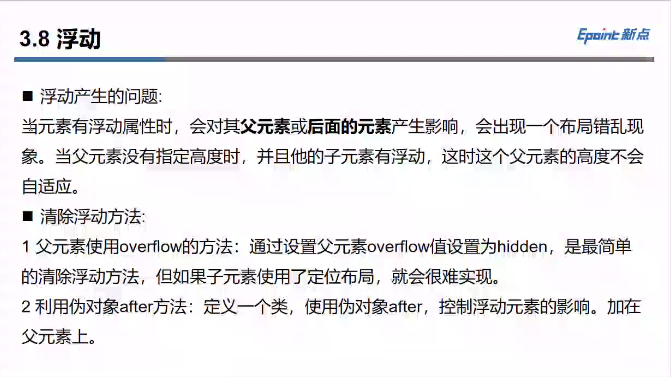 3.8 浮动
Epoint 新点
■ 浮动产生的问题:
当元素有浮动属性时，会对其父元素或后面的元素产生影响，会出现一个布局错乱现
象。当父元素没有指定高度时，并且他的子元素有浮动，这时这个父元素的高度不会
自适应。
■ 清除浮动方法:
1 父元素使用overflow的方法：通过设置父元素overflow值设置为hidden，是最简单
的清除浮动方法，但如果子元素使用了定位布局，就会很难实现。
2 利用伪对象after方法：定义一个类，使用伪对象after，控制浮动元素的影响。加在
父元素上。